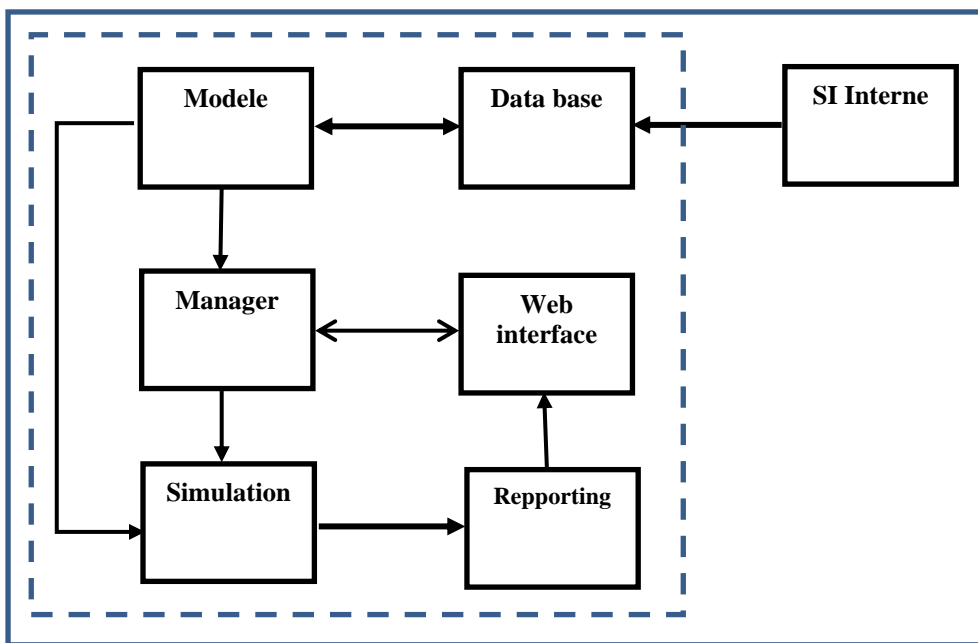 Modele
Data base
SI Interne
Manager
Web
interface
Simulation
Repporting